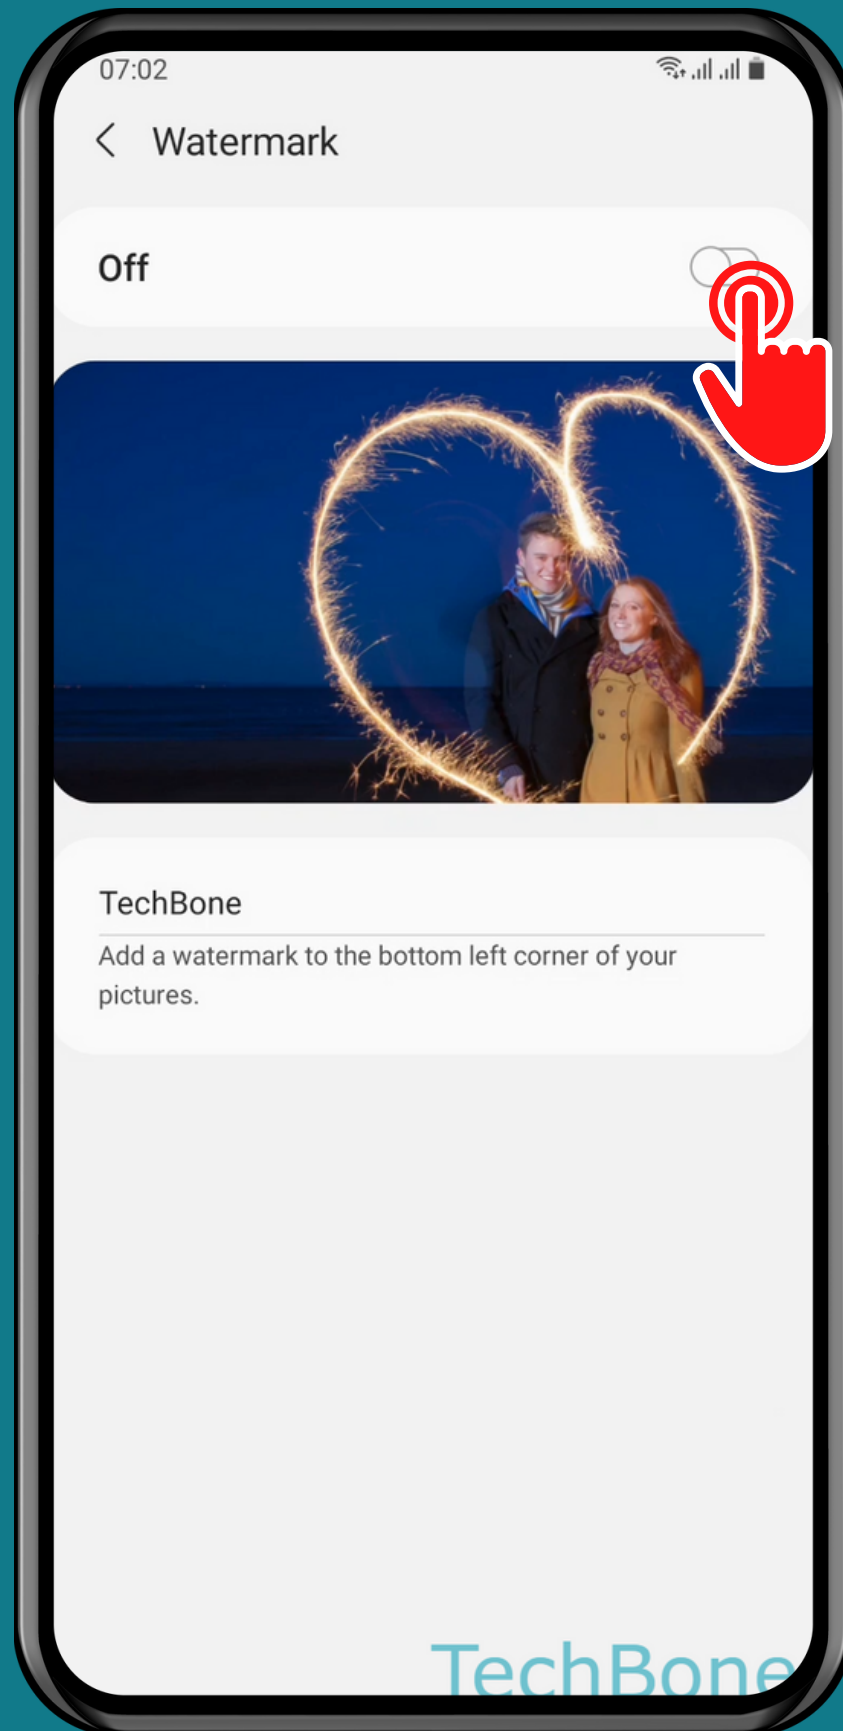 07:02
Watermark
Off
TechBone
Add a watermark to the bottom left corner of your
pictures.
TechBone